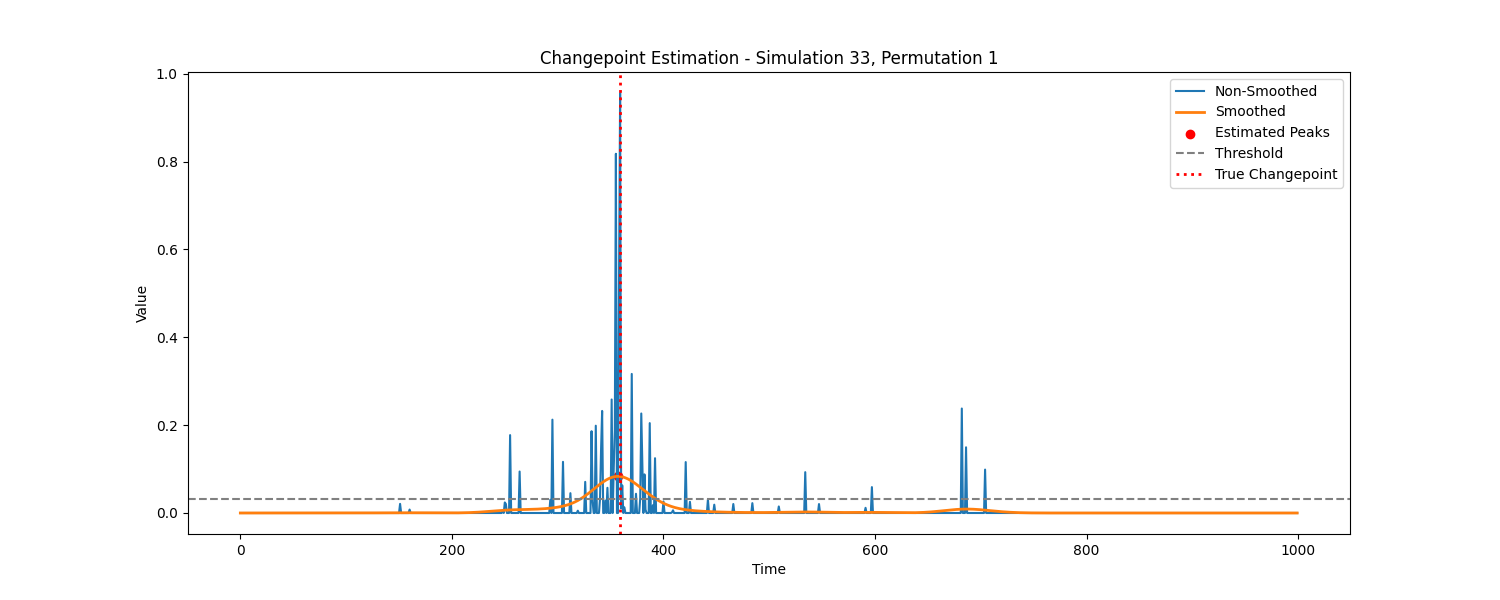 Changepoint Estimation - Simulation 33, Permutation 1
1.0
0.8
0.6
0.4
0.2
0.0
Value
0 200 400 600 800 1000
Time
Non-Smoothed
Smoothed
Estimated Peaks
Threshold
True Changepoint